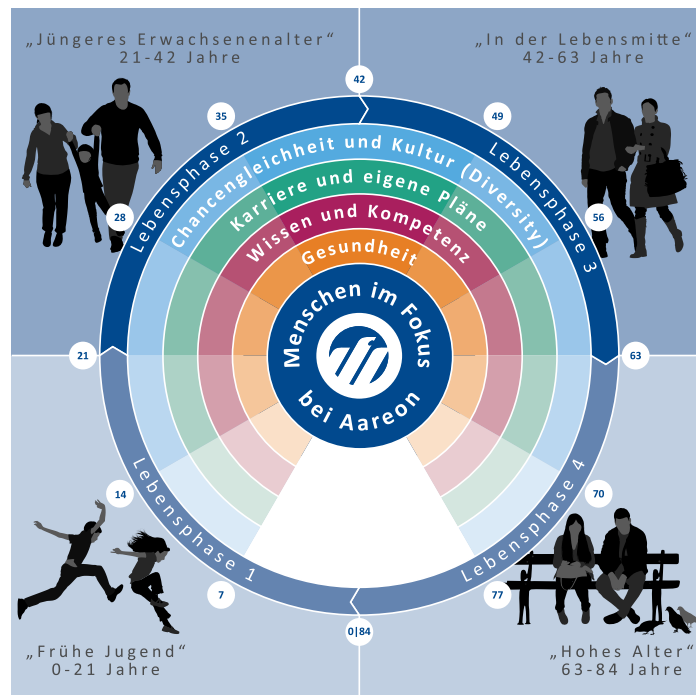 „Jüngeres Erwachsenenalter“
21-42 Jahre
„In der Lebensmitte“
42-63 Jahre
42
35
49
28
56
21
63
14
70
7
77
0|84
Lebensphase 2
Lebensphase 3
Lebensphase 1
Lebensphase 4
Chancengleichheit und Kultur (Diversity)
Karriere und eigene Pläne
Wissen und Kompetenz
Gesundheit
Menschen im Fokus
bei Aareon
„Frühe Jugend“
0-21 Jahre
„Hohes Alter“
63-84 Jahre